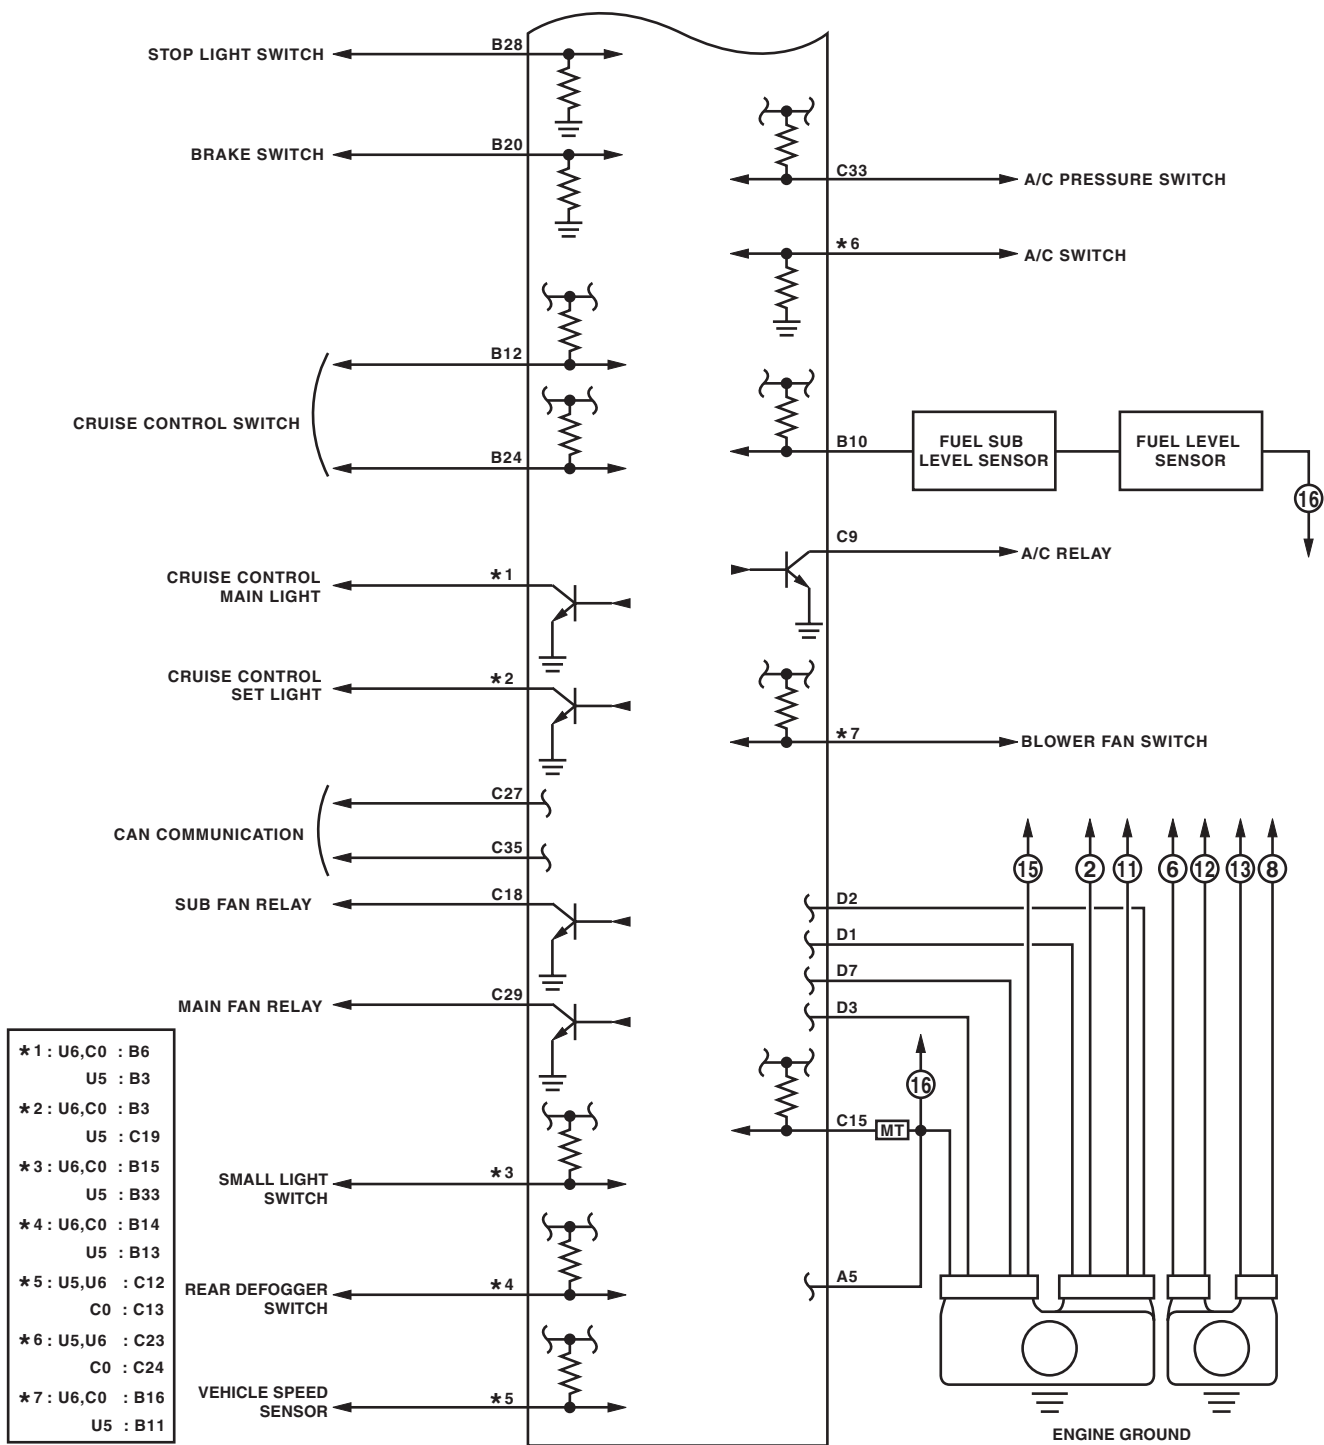 STOP LIGHT SWITCH
B28
BRAKE SWITCH
B20
CRUISE CONTROL SWITCH
B12
B24
CRUISE CONTROL
MAIN LIGHT
*1
CRUISE CONTROL
SET LIGHT
*2
CAN COMMUNICATION
C27
C35
SUB FAN RELAY
C18
MAIN FAN RELAY
C29
SMALL LIGHT
SWITCH
*3
REAR DEFOGGER
SWITCH
*4
VEHICLE SPEED
SENSOR
*5
*1 : U6,C0 : B6
U5 : B3
*2 : U6,C0 : B3
U5 : C19
*3 : U6,C0 : B15
U5 : B33
*4 : U6,C0 : B14
U5 : B13
*5 : U5,U6 : C12
C0 : C13
*6 : U5,U6 : C23
C0 : C24
*7 : U6,C0 : B16
U5 : B11
C33
A/C PRESSURE SWITCH
*6
A/C SWITCH
B10
FUEL SUB
LEVEL SENSOR
FUEL LEVEL
SENSOR
16
C9
A/C RELAY
*7
BLOWER FAN SWITCH
15
2
11
6
12
13
8
D2
D1
D7
D3
16
C15
MT
A5
ENGINE GROUND